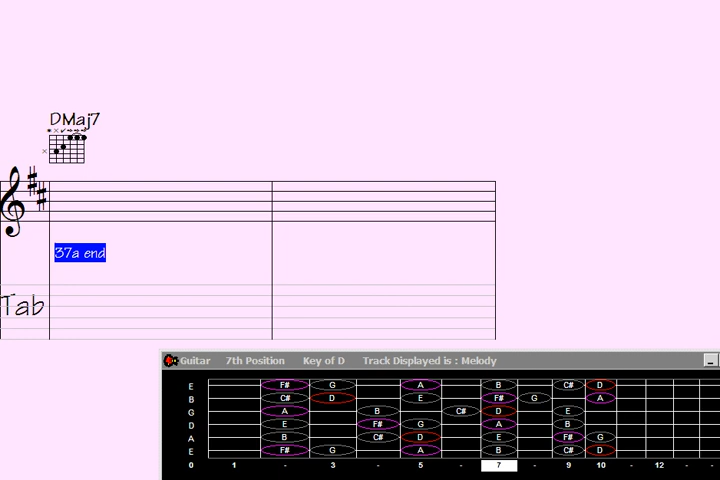 DMaj7
37a end
Tab
Guitar 7th Position Key of D Track Displayed is : Melody
E F# G A B C# D
B C# D E F# G A
G A B C# D E
D E F# G A B
A B C# D E F# G
E F# G A B D
0 1 - 3 - 5 - 7 - 9 10 - 12 - -